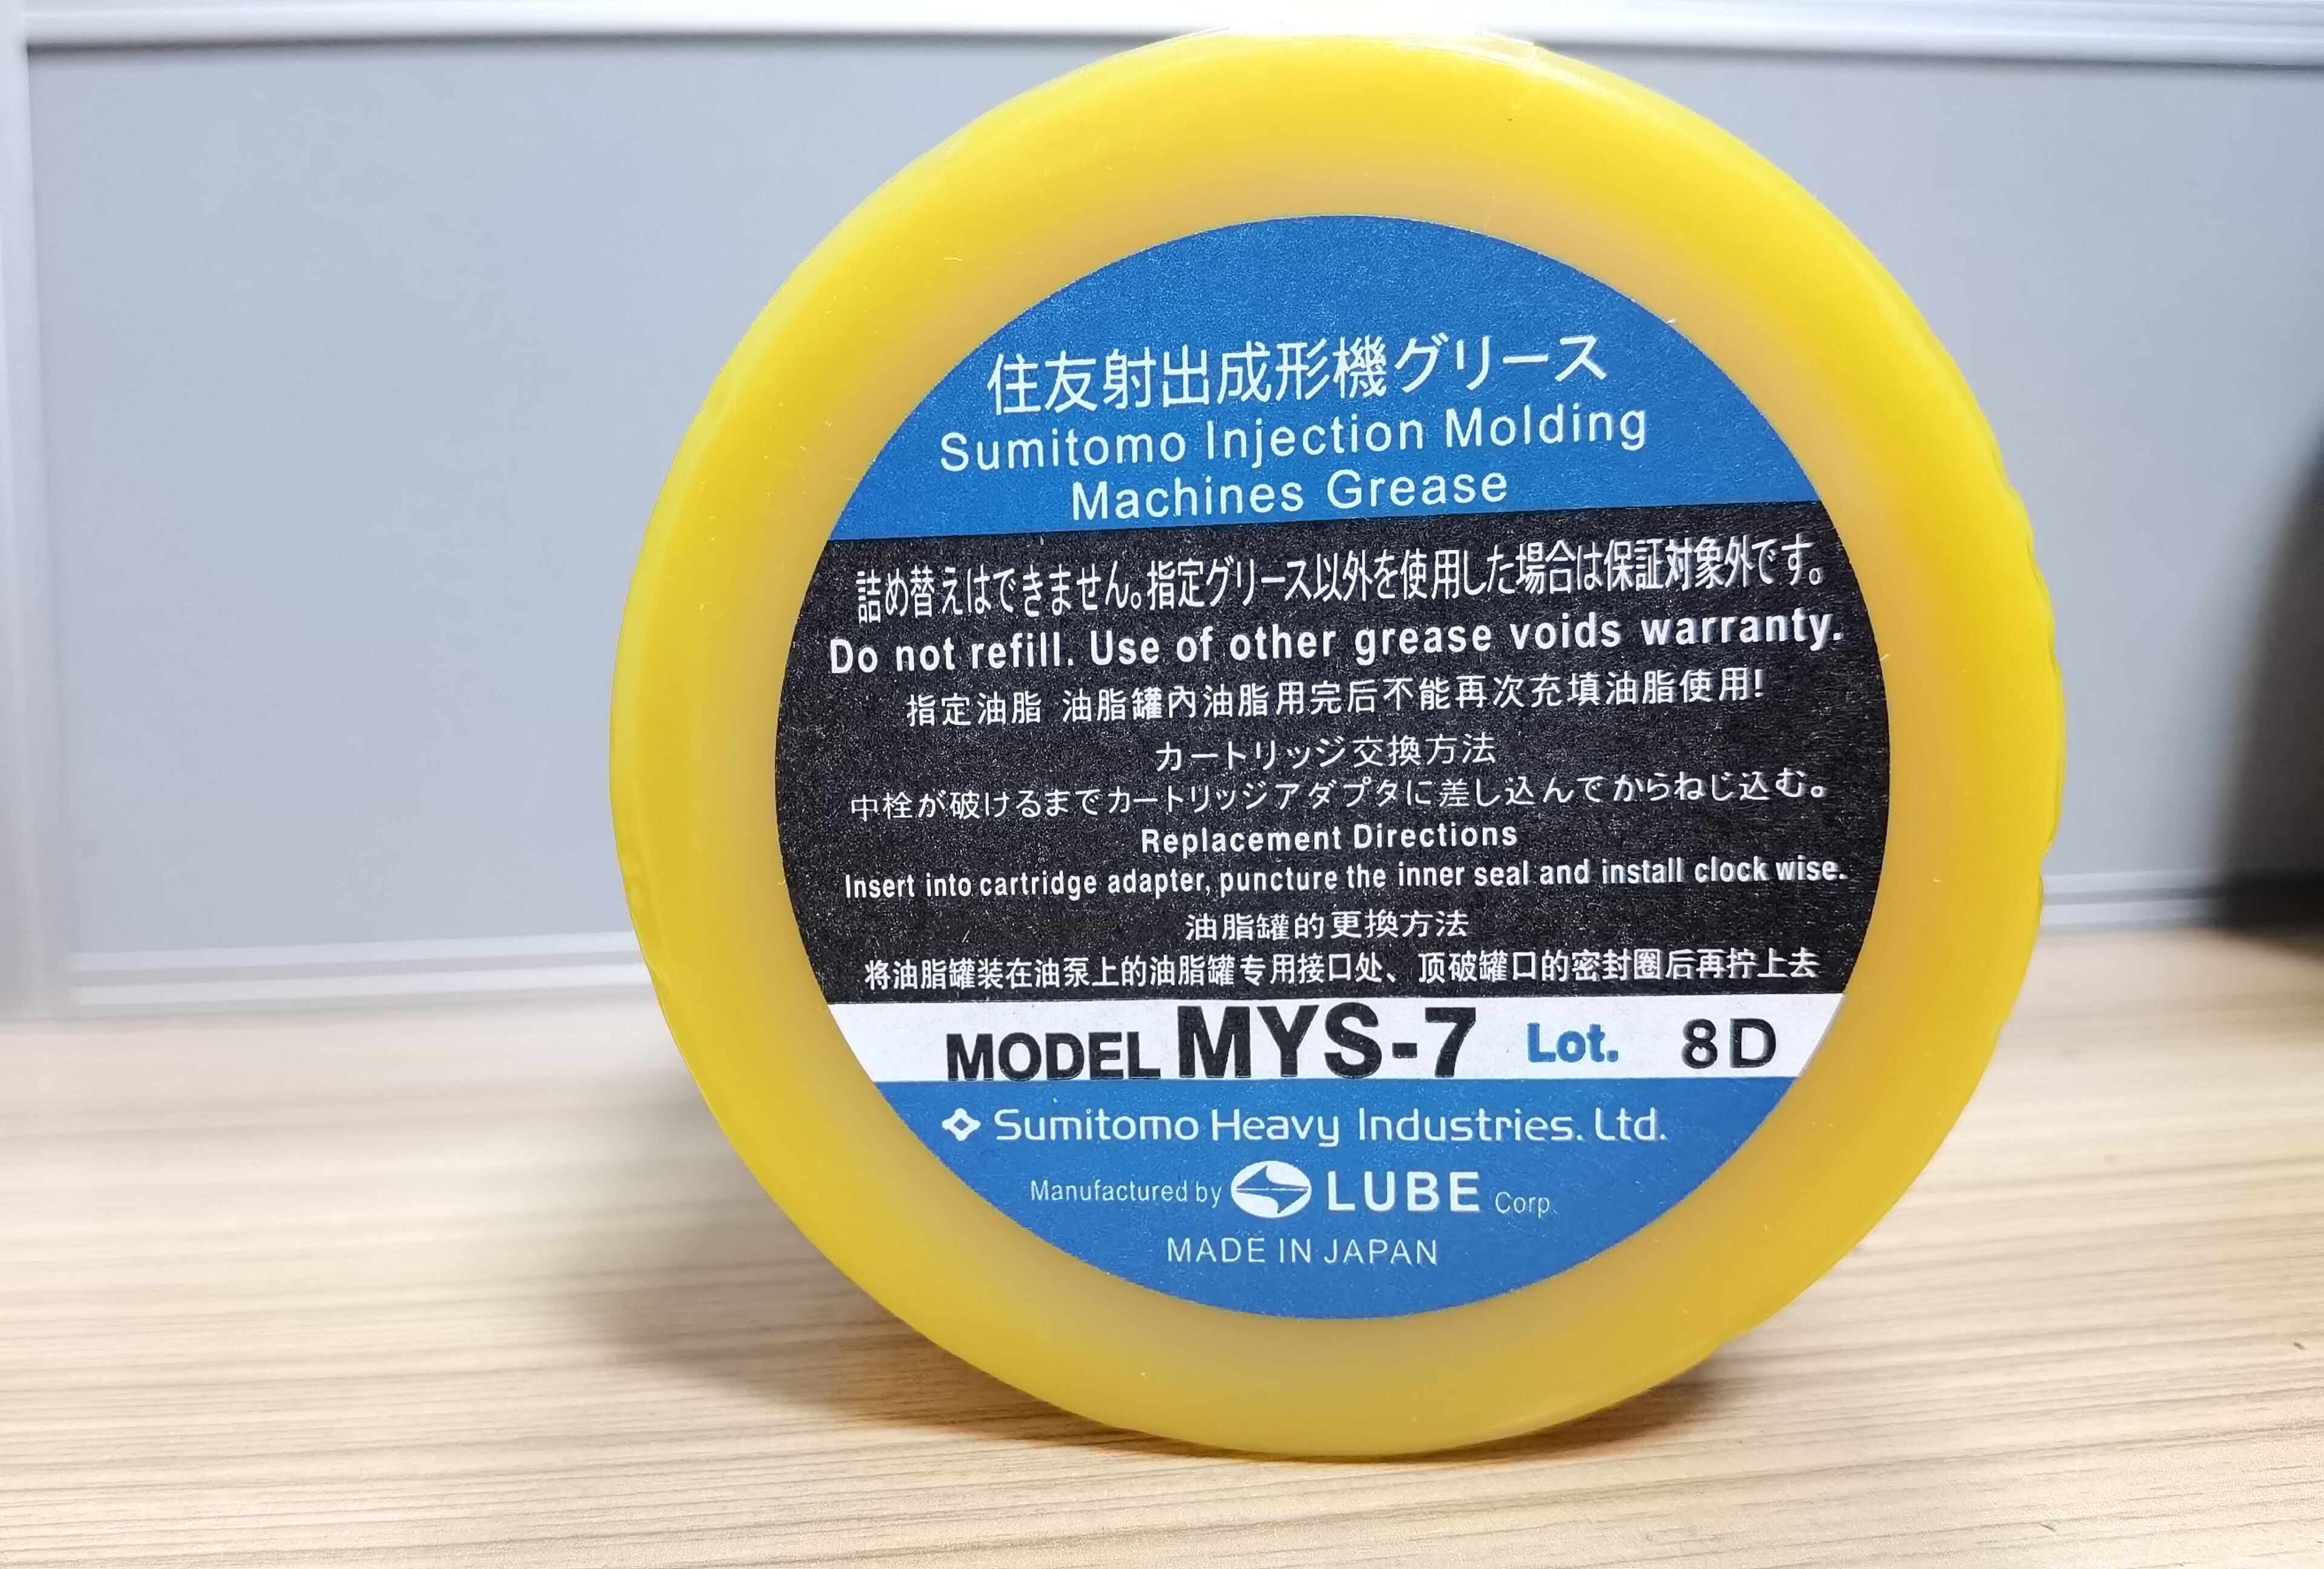 住友射出成形機グリース
Sumitomo Injection Molding
Machines Grease
詰め替えはできません。指定グリース以外を使用した場合は保証対象外です。
Do not refill. Use of other grease voids warranty.
指定油脂 油脂罐內油脂用完后不能再次充填油脂使用!
カートリッジ交換方法
中栓が破けるまでカートリッジアダプタに差し込んてからねじ込む。
Replacement Directions
Insert into cartridge adapter, puncture the inner seal and install clock wise.
油脂罐的更換方法
将油脂罐装在油泵上的油脂罐专用接口处、顶破罐口的密封圈后再拧上去
MODEL MYS-7 Lot. 8D
Sumitomo Heavy Industries. Ltd.
Manufactured by LUBE Corp.
MADE IN JAPAN